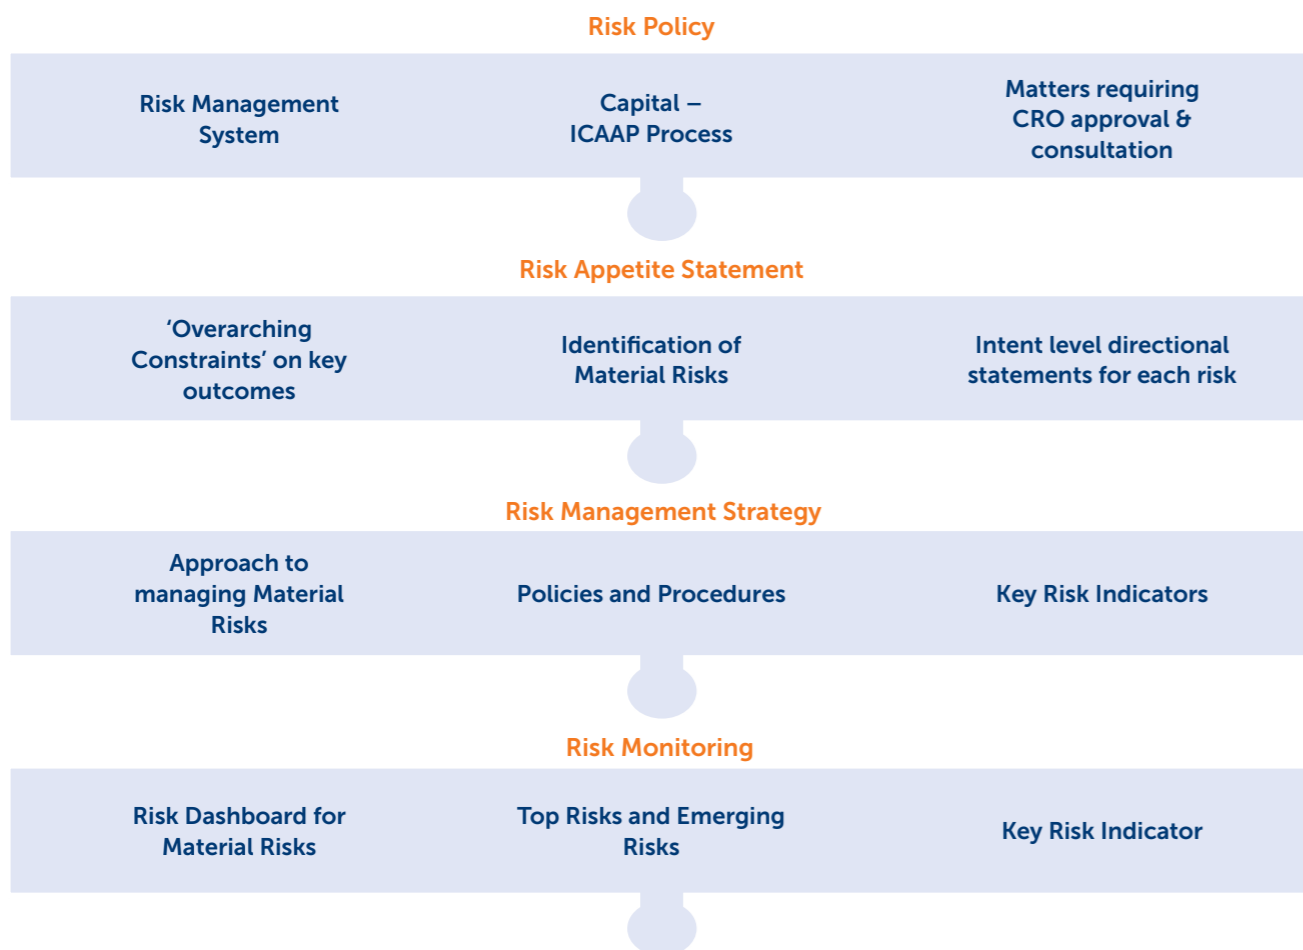 Risk Policy
Risk Management
System
Capital –
ICAAP Process
Matters requiring
CRO approval &
consultation
Risk Appetite Statement
‘Overarching
Constraints’ on key
outcomes
Identification of
Material Risks
Intent level directional
statements for each risk
Risk Management Strategy
Approach to
managing Material
Risks
Policies and Procedures
Key Risk Indicators
Risk Monitoring
Risk Dashboard for
Material Risks
Top Risks and Emerging
Risks
Key Risk Indicator